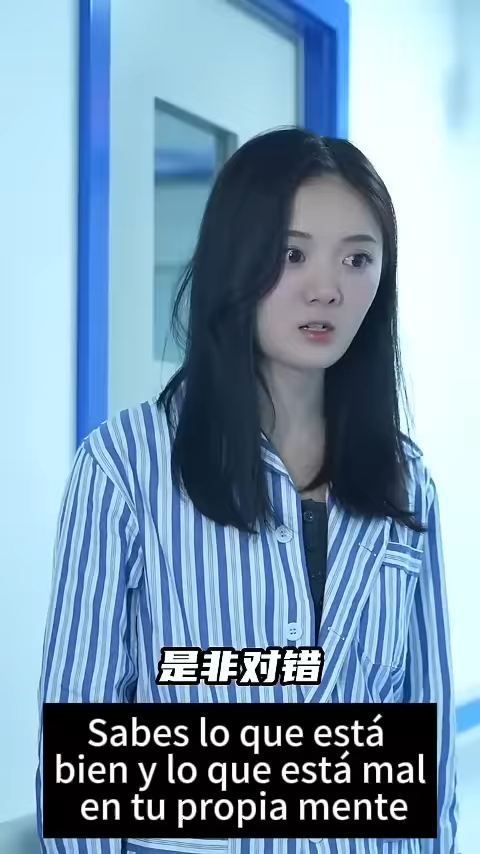 是非对错
Sabes lo que está
bien y lo que está mal
en tu propia mente